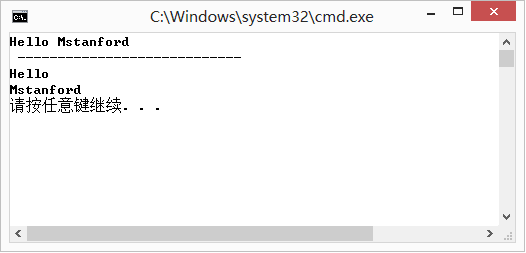 C:\Windows\system32\cmd.exe
Hello Mstanford
----------------------------
Hello
Mstanford
请按任意键继续. . .